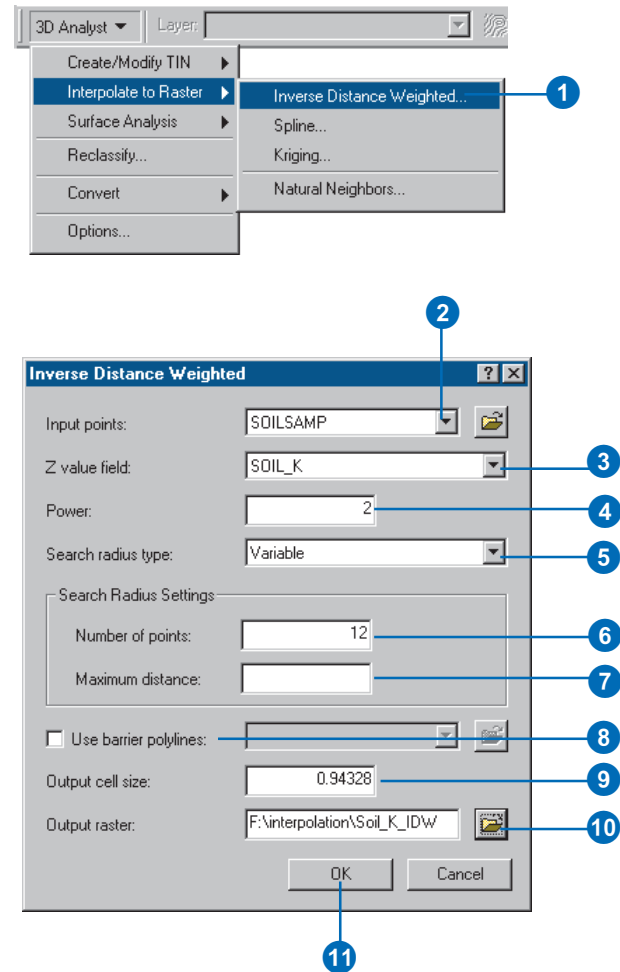 3D Analyst Layer:
Create/Modify TIN
Interpolate to Raster
Surface Analysis
Reclassify...
Convert
Options...
Inverse Distance Weighted... 1
Spline...
Kriging...
Natural Neighbors...
2
Inverse Distance Weighted ? ×
Input points: SOILSAMP
Z value field: SOIL_K 3
Power: 2 4
Search radius type: Variable 5
Search Radius Settings
Number of points: 12 6
Maximum distance: 7
Use barrier polylines: 8
Output cell size: 0.94328 9
Output raster: F:\interpolation\Soil_K_IDW 10
OK Cancel
11